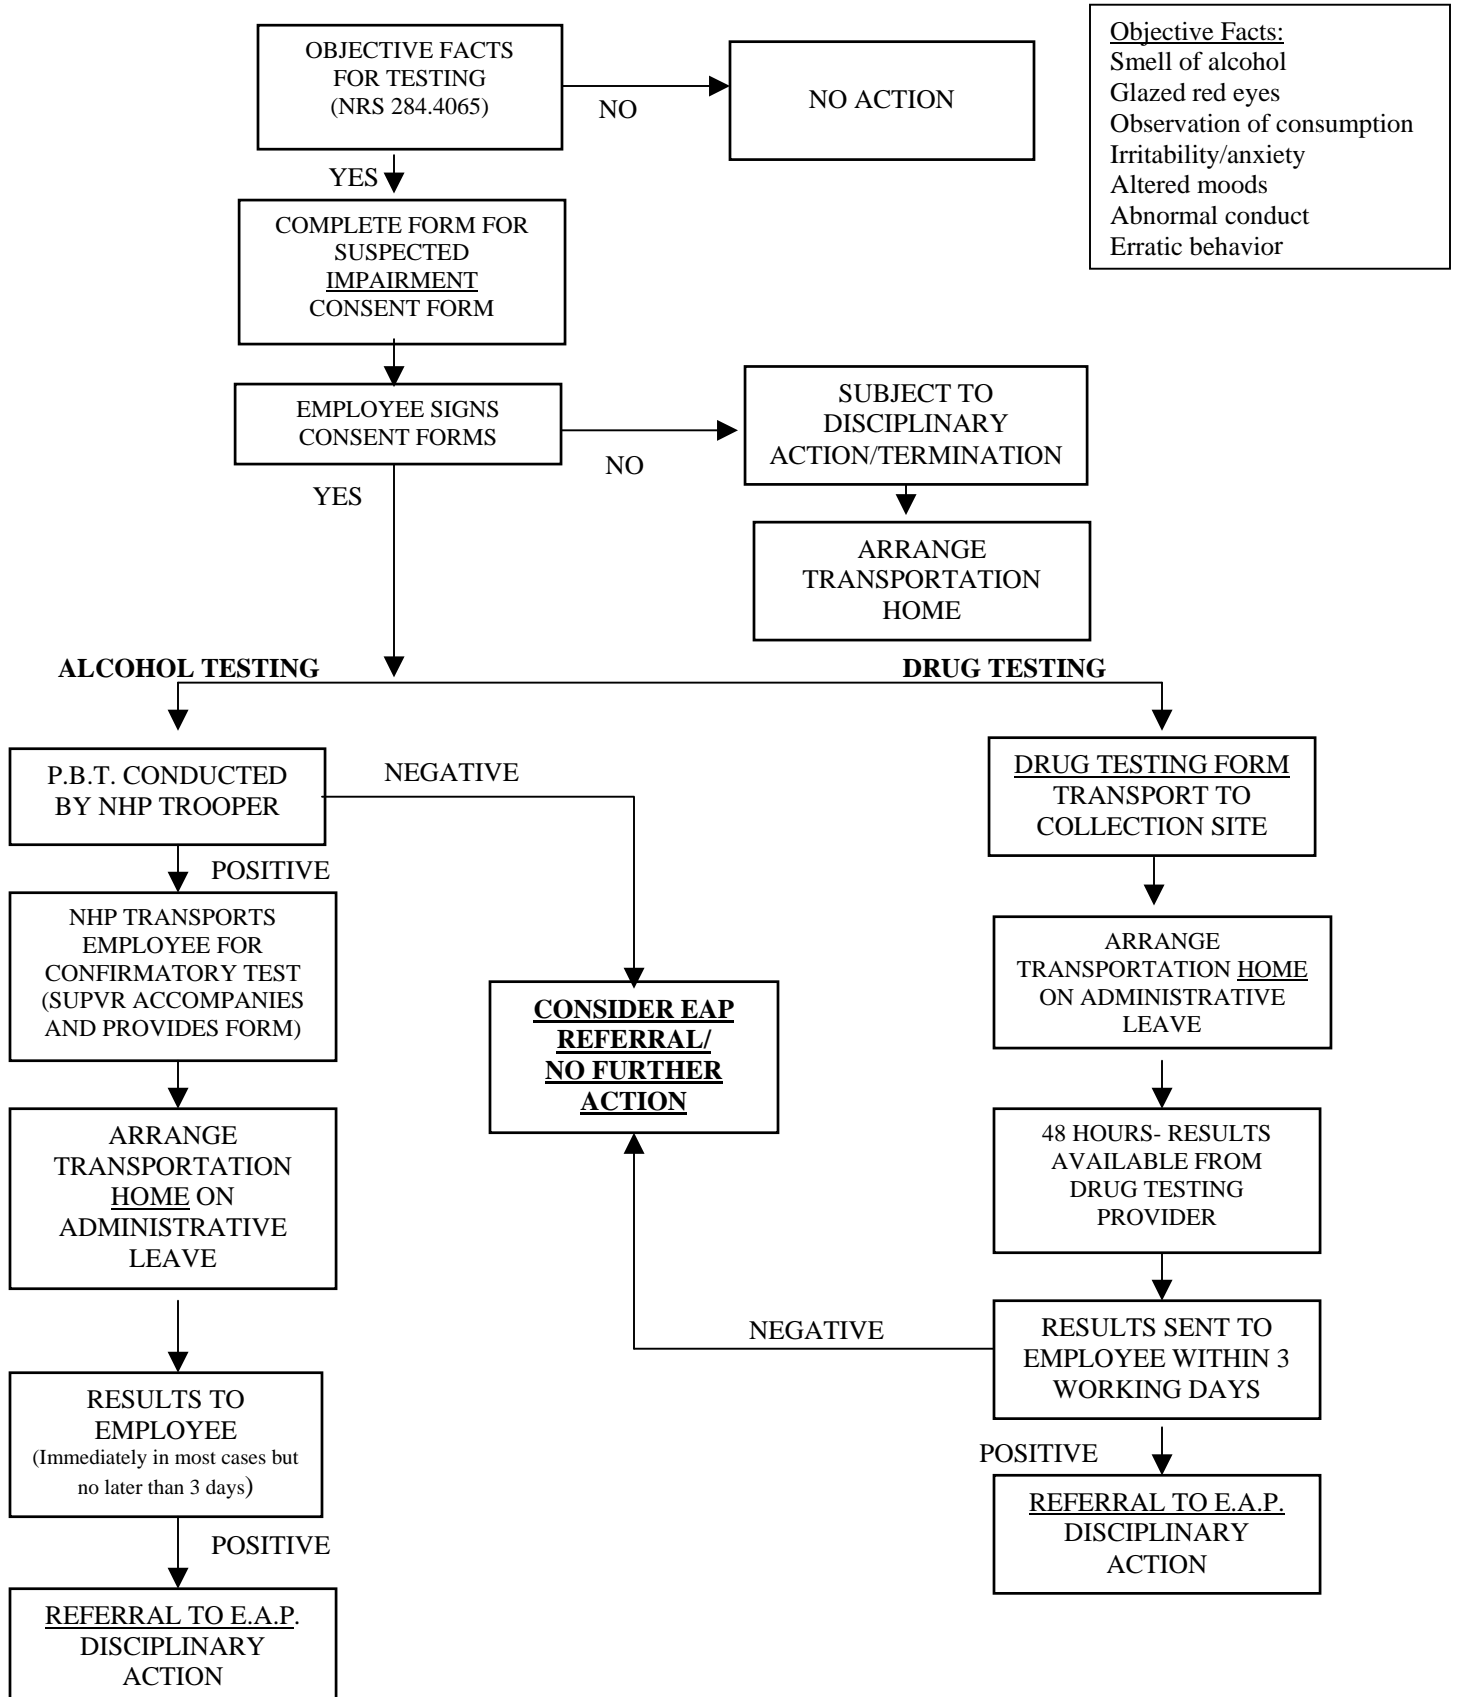 OBJECTIVE FACTS
FOR TESTING
(NRS 284.4065)
NO
NO ACTION
Objective Facts:
Smell of alcohol
Glazed red eyes
Observation of consumption
Irritability/anxiety
Altered moods
Abnormal conduct
Erratic behavior
YES
COMPLETE FORM FOR
SUSPECTED
IMPAIRMENT
CONSENT FORM
EMPLOYEE SIGNS
CONSENT FORMS
NO
SUBJECT TO
DISCIPLINARY
ACTION/TERMINATION
YES
ARRANGE
TRANSPORTATION
HOME
ALCOHOL TESTING
DRUG TESTING
P.B.T. CONDUCTED
BY NHP TROOPER
NEGATIVE
POSITIVE
NHP TRANSPORTS
EMPLOYEE FOR
CONFIRMATORY TEST
(SUPVR ACCOMPANIES
AND PROVIDES FORM)
ARRANGE
TRANSPORTATION
HOME ON
ADMINISTRATIVE
LEAVE
RESULTS TO
EMPLOYEE
(Immediately in most cases but
no later than 3 days)
POSITIVE
REFERRAL TO E.A.P.
DISCIPLINARY
ACTION
CONSIDER EAP
REFERRAL/
NO FURTHER
ACTION
DRUG TESTING FORM
TRANSPORT TO
COLLECTION SITE
ARRANGE
TRANSPORTATION HOME
ON ADMINISTRATIVE
LEAVE
48 HOURS- RESULTS
AVAILABLE FROM
DRUG TESTING
PROVIDER
NEGATIVE
RESULTS SENT TO
EMPLOYEE WITHIN 3
WORKING DAYS
POSITIVE
REFERRAL TO E.A.P.
DISCIPLINARY
ACTION